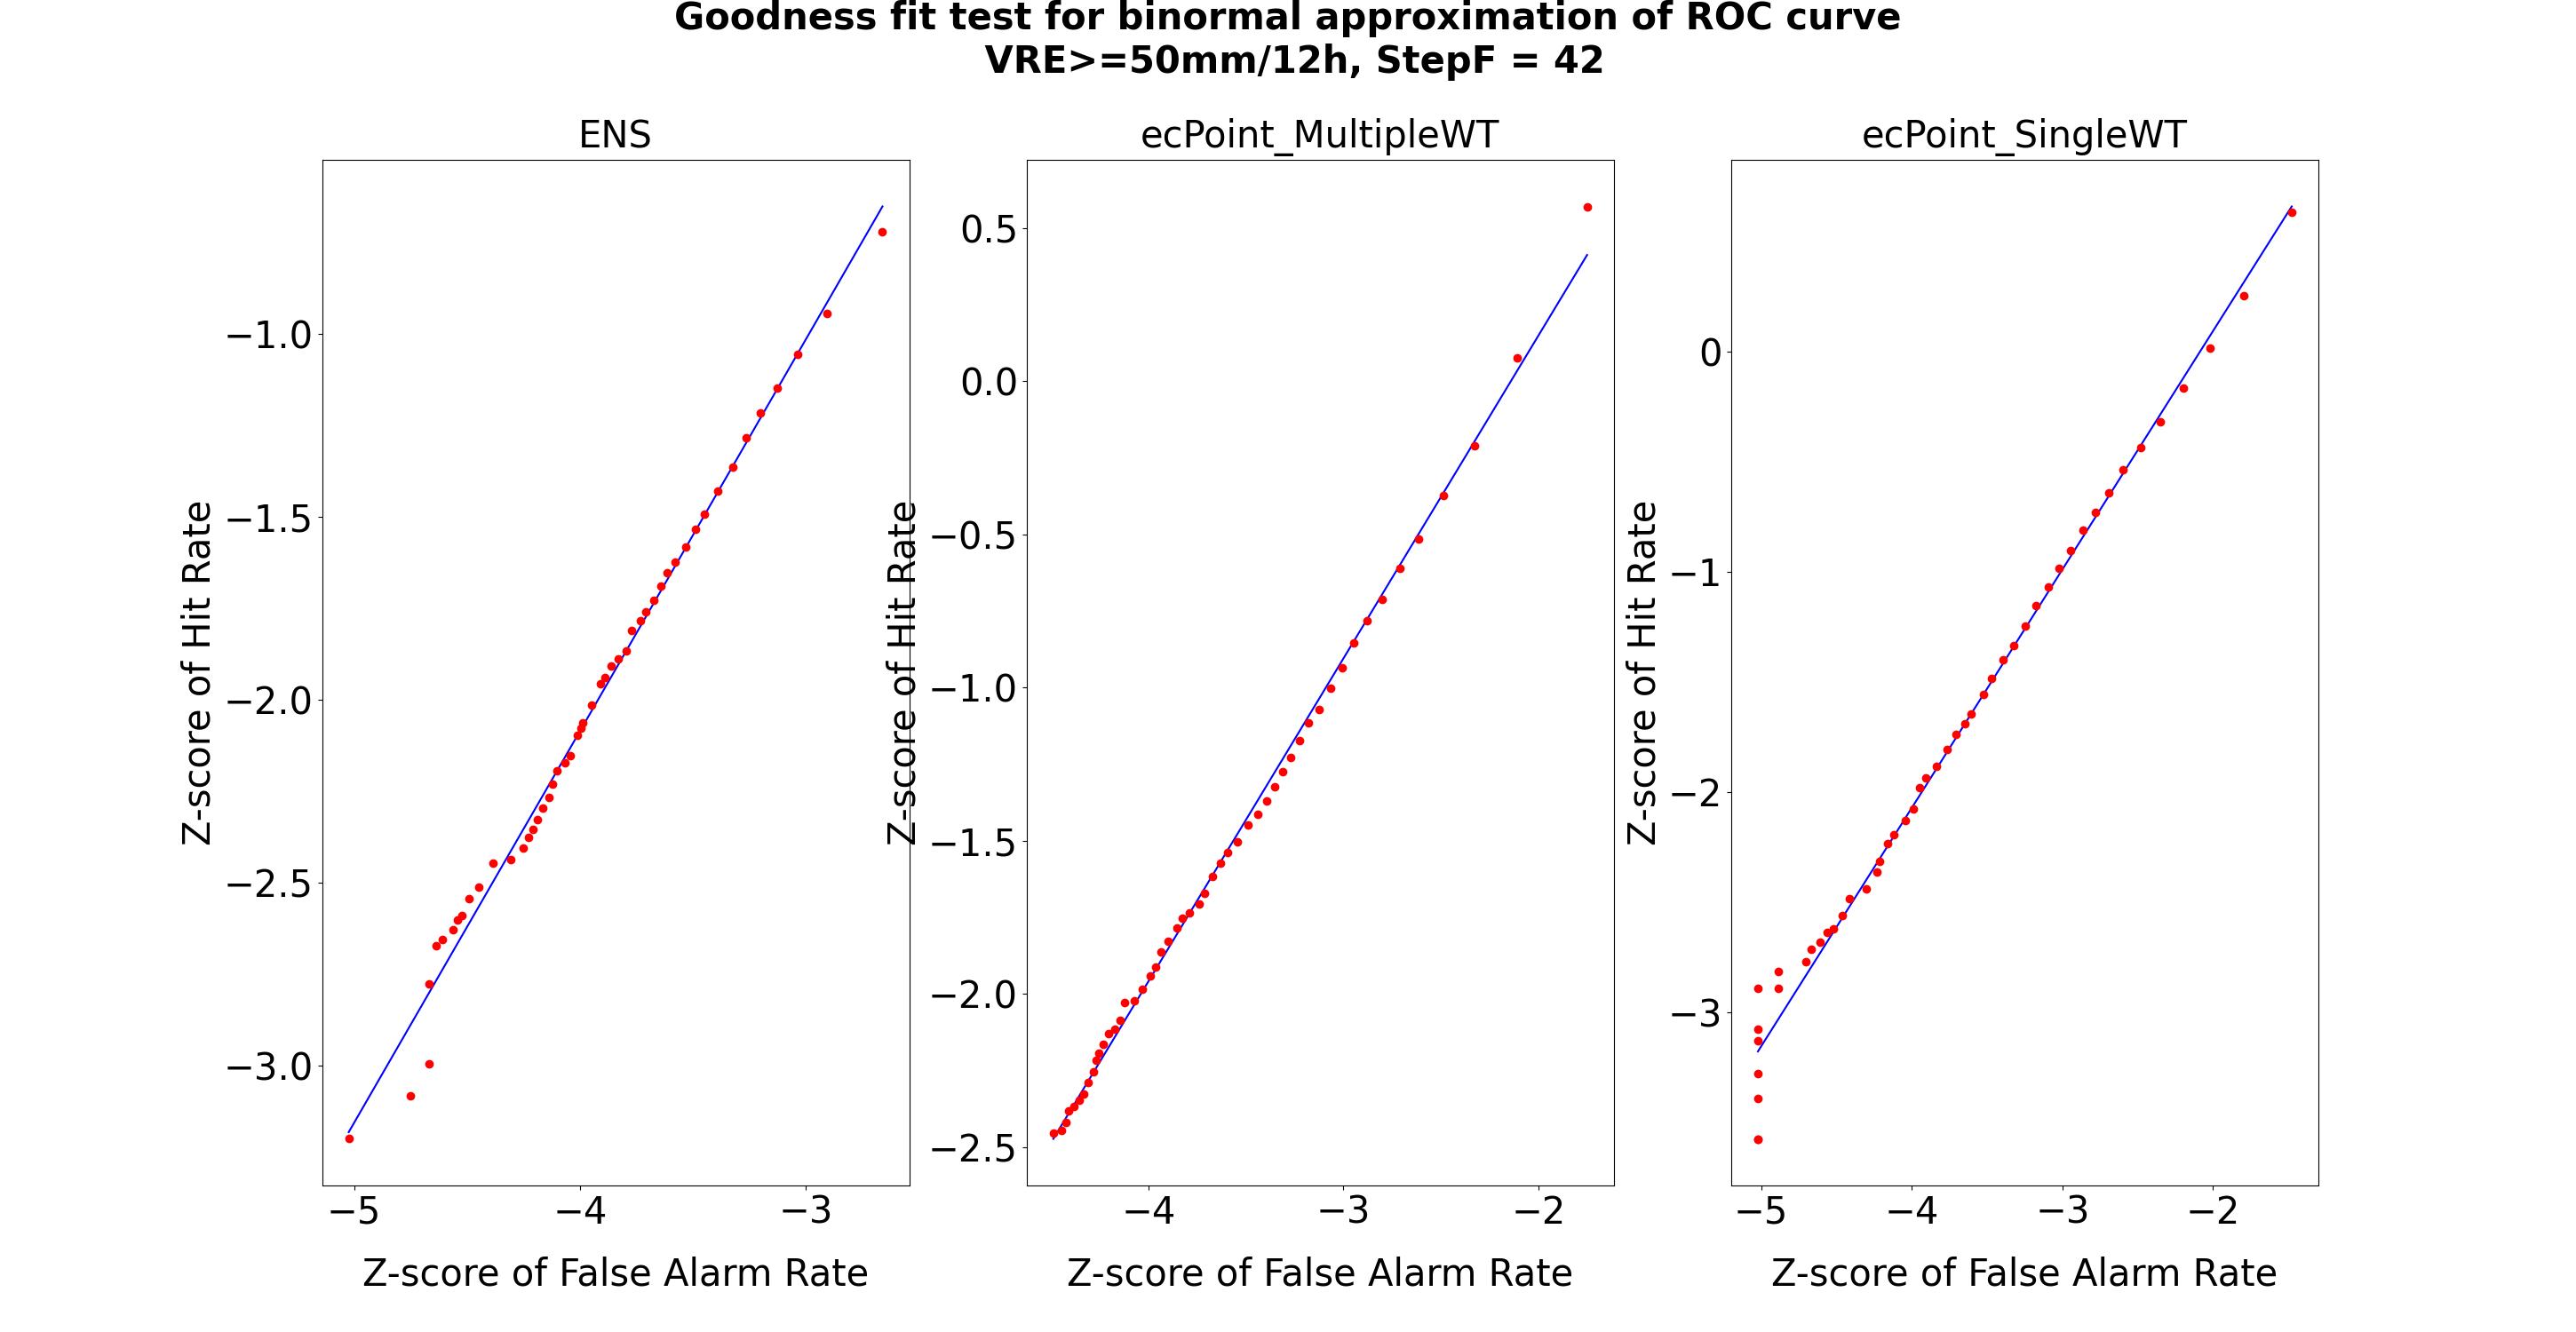 Goodness fit test for binormal approximation of ROC curve
VRE>=50mm/12h, StepF = 42
ENS
−1.0
−1.5
−2.0
−2.5
−3.0
−5
−4
−3
Z-score of Hit Rate
Z-score of False Alarm Rate
ecPoint_MultipleWT
0.5
0.0
−0.5
−1.0
−1.5
−2.0
−2.5
−4
−3
−2
Z-score of Hit Rate
Z-score of False Alarm Rate
ecPoint_SingleWT
0
−1
−2
−3
−5
−4
−3
−2
Z-score of Hit Rate
Z-score of False Alarm Rate